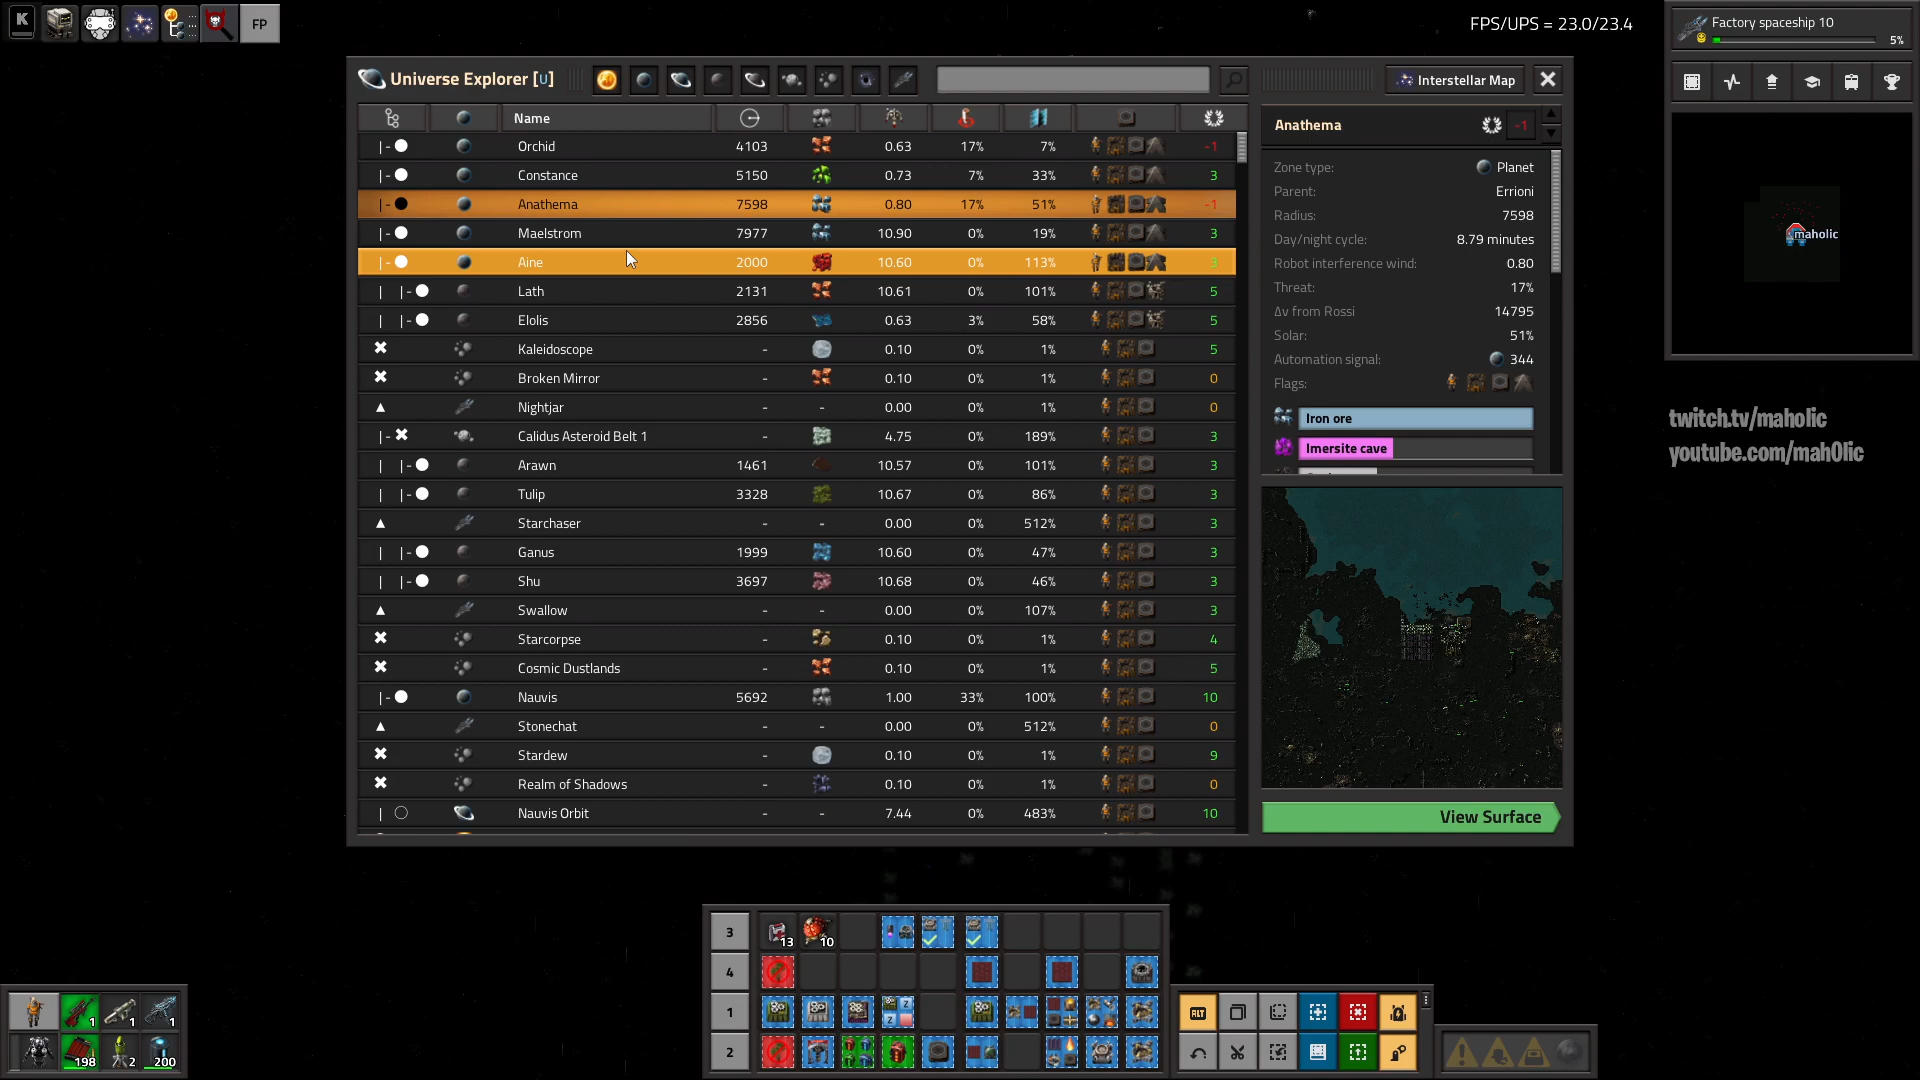 K
FP
FPS/UPS = 23.0/23.4
Factory spaceship 10
5%
Universe Explorer [U]
Interstellar Map
Name
Orchid 4103 0.63 17% 7% -1
Constance 5150 0.73 7% 33% 3
Anathema 7598 0.80 17% 51% -1
Maelstrom 7977 10.90 0% 19% 3
Aine 2000 10.60 0% 113% 3
Lath 2131 10.61 0% 101% 5
Elolis 2856 0.63 3% 58% 5
Kaleidoscope - 0.10 0% 1% 5
Broken Mirror - 0.10 0% 1% 0
Nightjar - - 0.00 0% 1% 0
Calidus Asteroid Belt 1 - 4.75 0% 189% 3
Arawn 1461 10.57 0% 101% 3
Tulip 3328 10.67 0% 86% 3
Starchaser - - 0.00 0% 512% 3
Ganus 1999 10.60 0% 47% 3
Shu 3697 10.68 0% 46% 3
Swallow - - 0.00 0% 107% 3
Starcorpse - 0.10 0% 1% 4
Cosmic Dustlands - 0.10 0% 1% 5
Nauvis 5692 1.00 33% 100% 10
Stonechat - - 0.00 0% 512% 0
Stardew - 0.10 0% 1% 9
Realm of Shadows - 0.10 0% 1% 0
Nauvis Orbit - - 7.44 0% 483% 10
Anathema -1
Zone type: Planet
Parent: Errioni
Radius: 7598
Day/night cycle: 8.79 minutes
Robot interference wind: 0.80
Threat: 17%
Δv from Rossi 14795
Solar: 51%
Automation signal: 344
Flags:
Iron ore
Imersite cave
View Surface
maholic
twitch.tv/maholic
youtube.com/mah0lic
3 13 10
4
1
2
1 1 1
198 2 200
ALT